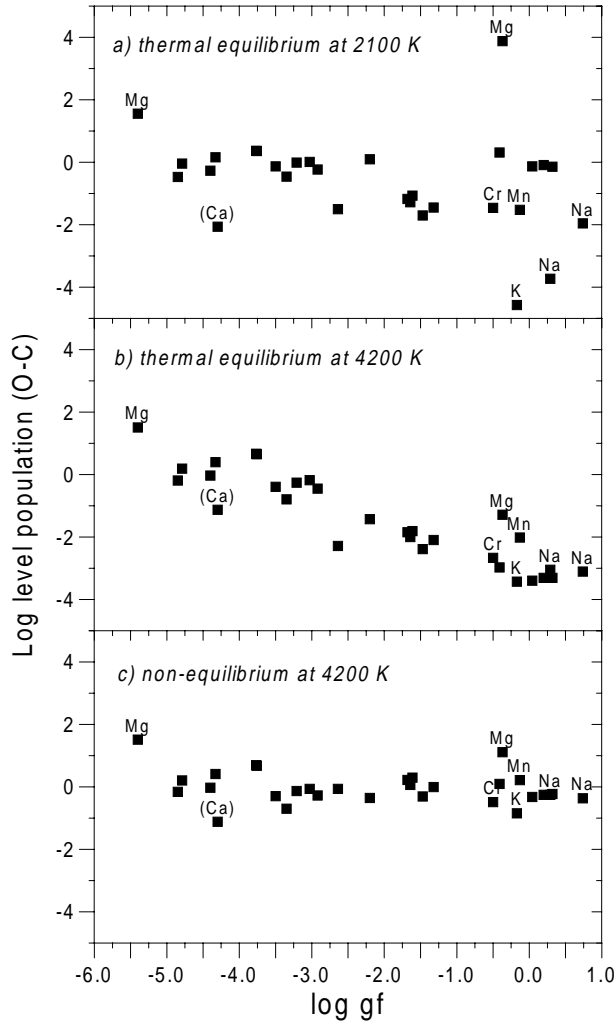 4
2
0
-2
-4
a) thermal equilibrium at 2100 K
Mg
Mg
(Ca)
Cr
Mn
Na
Na
K
4
2
0
-2
-4
b) thermal equilibrium at 4200 K
Mg
(Ca)
Mg
Mn
Cr
Na
Na
K
4
2
0
-2
-4
c) non-equilibrium at 4200 K
Mg
(Ca)
Mg
Mn
Cr
Na
Na
K
-6.0 -5.0 -4.0 -3.0 -2.0 -1.0 0.0 1.0
log gf
Log level population (O-C)